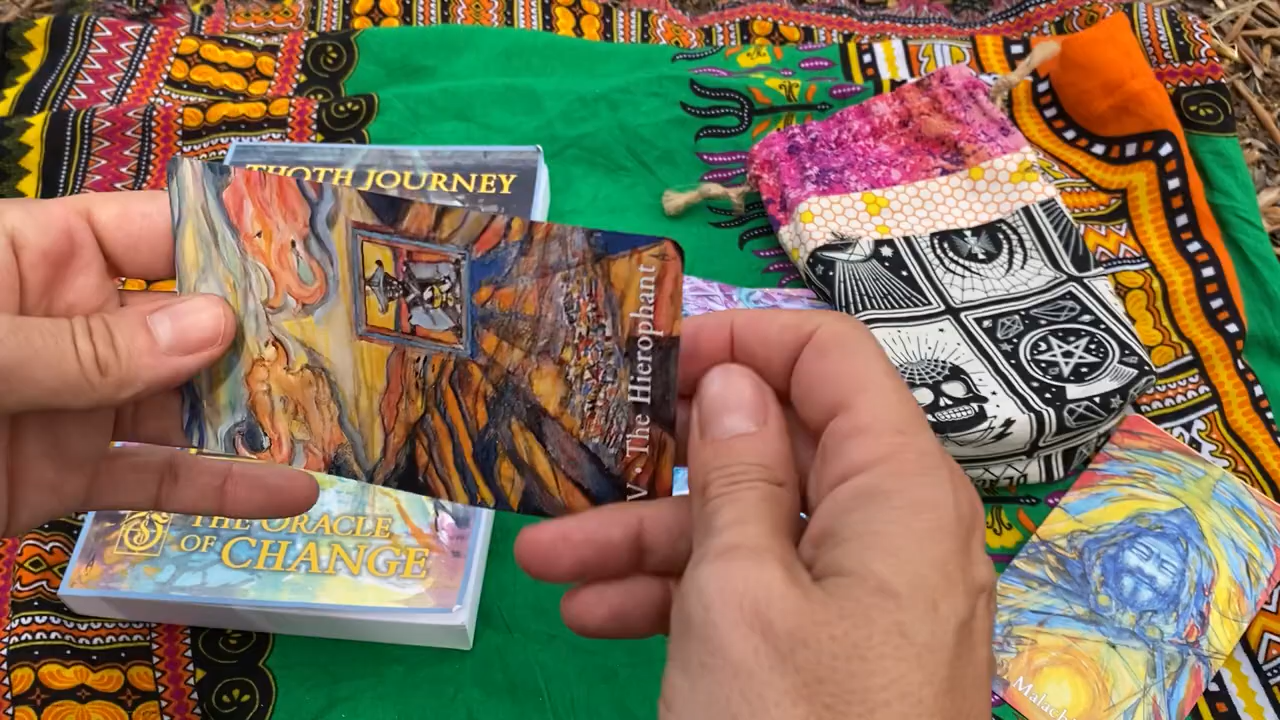 THOTH JOURNEY
V • The Hierophant
THE ORACLE
OF CHANGE